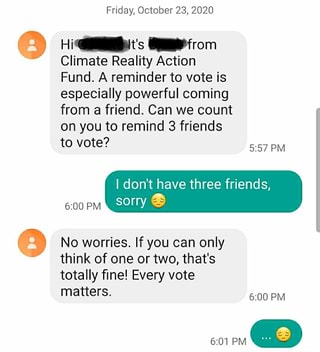 Friday, October 23, 2020
Hi It's from
Climate Reality Action
Fund. A reminder to vote is
especially powerful coming
from a friend. Can we count
on you to remind 3 friends
to vote?
5:57 PM
I don't have three friends,
sorry 😔
6:00 PM
No worries. If you can only
think of one or two, that's
totally fine! Every vote
matters.
6:00 PM
... 😔
6:01 PM